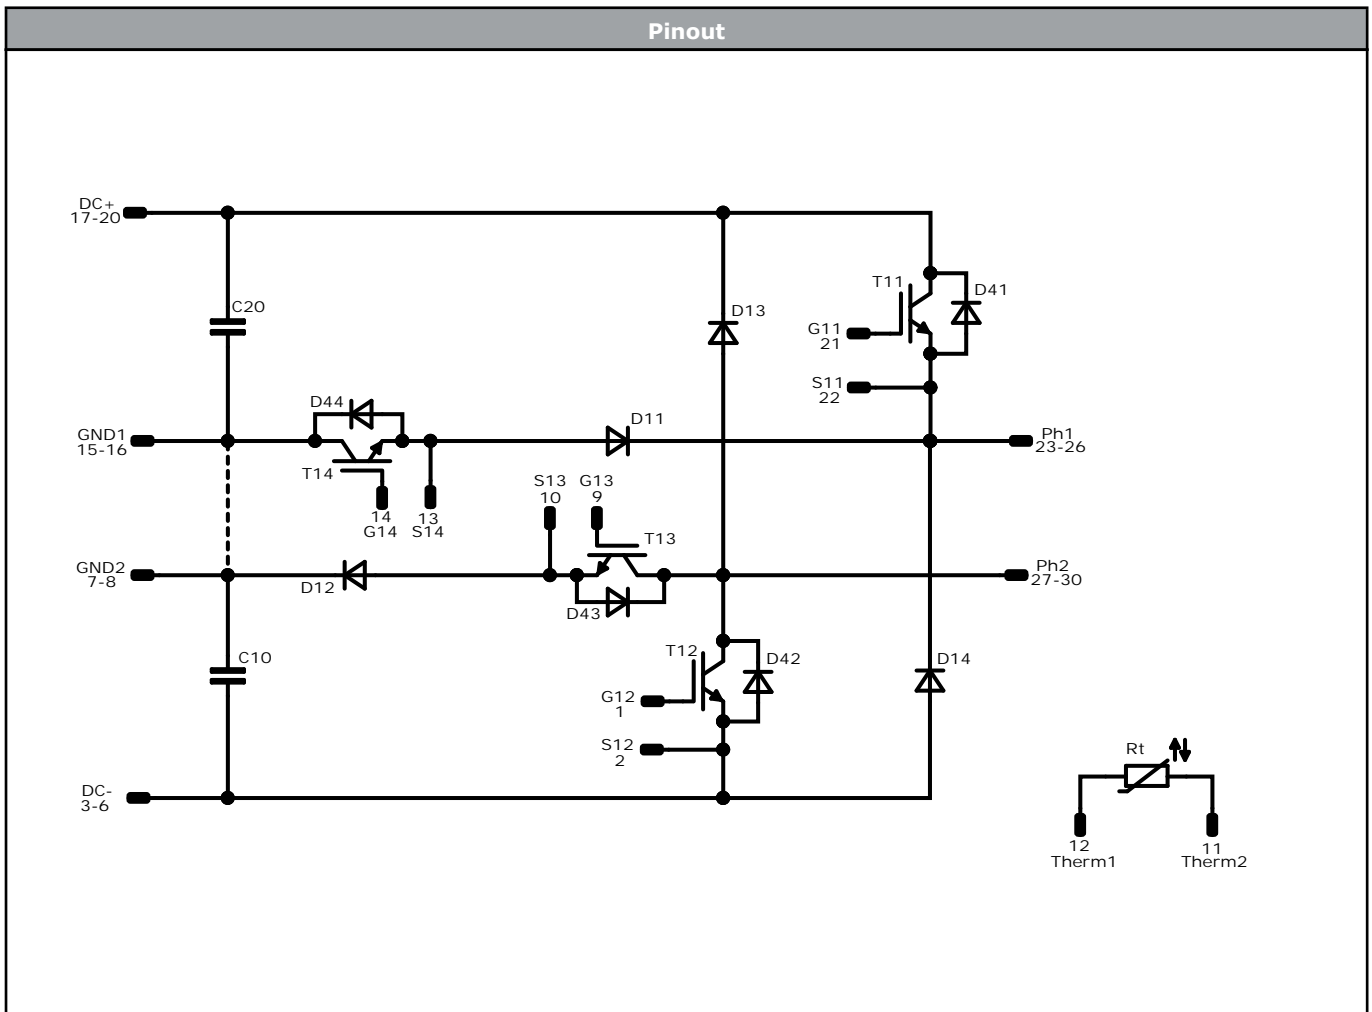 Pinout
DC+
17-20
C20
D13
T11
D41
G11
21
S11
22
D44
D11
GND1
15-16
Ph1
23-26
T14
14
G14
13
S14
S13
10
G13
9
T13
GND2
7-8
D12
D43
Ph2
27-30
C10
T12
D42
D14
G12
1
S12
2
DC-
3-6
Rt
12
Therm1
11
Therm2